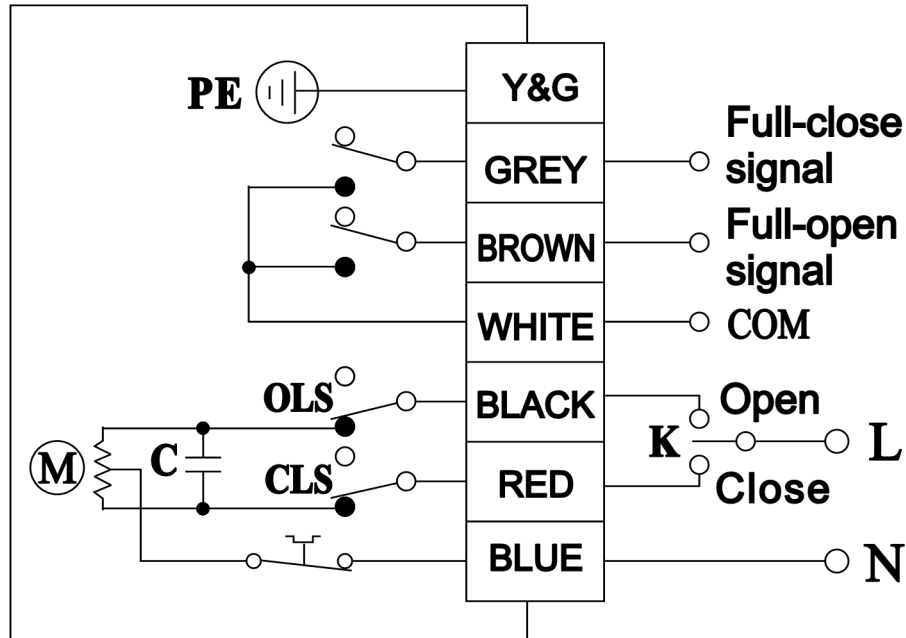 PE
Y&G
GREY
Full-close
signal
BROWN
Full-open
signal
WHITE
COM
OLS
BLACK
Open
M
C
K
L
CLS
RED
Close
BLUE
N